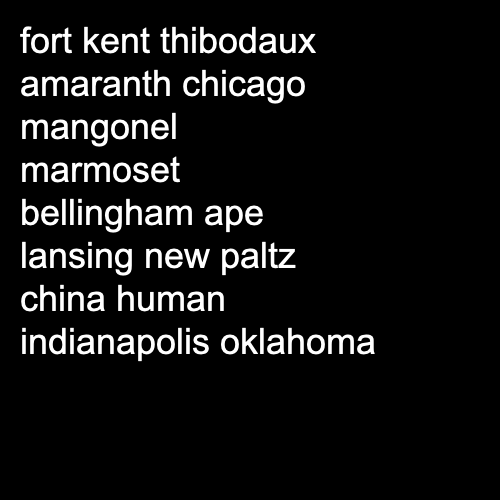 fort kent thibodaux
amaranth chicago
mangonel
marmoset
bellingham ape
lansing new paltz
china human
indianapolis oklahoma